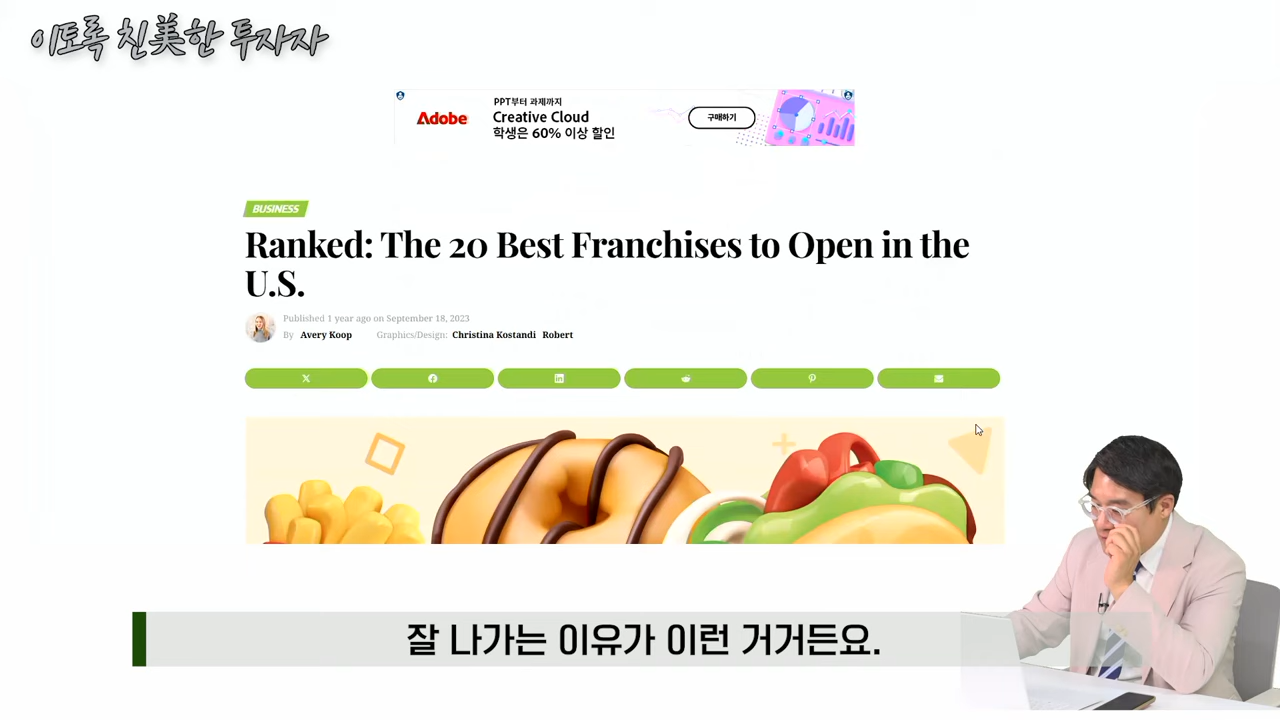 이토록 친美한 투자자
Adobe
PPT부터 과제까지
Creative Cloud
학생은 60% 이상 할인
구매하기
BUSINESS
Ranked: The 20 Best Franchises to Open in the
U.S.
Published 1 year ago on September 18, 2023
By Avery Koop Graphics/Design: Christina Kostandi Robert
잘 나가는 이유가 이런 거거든요.